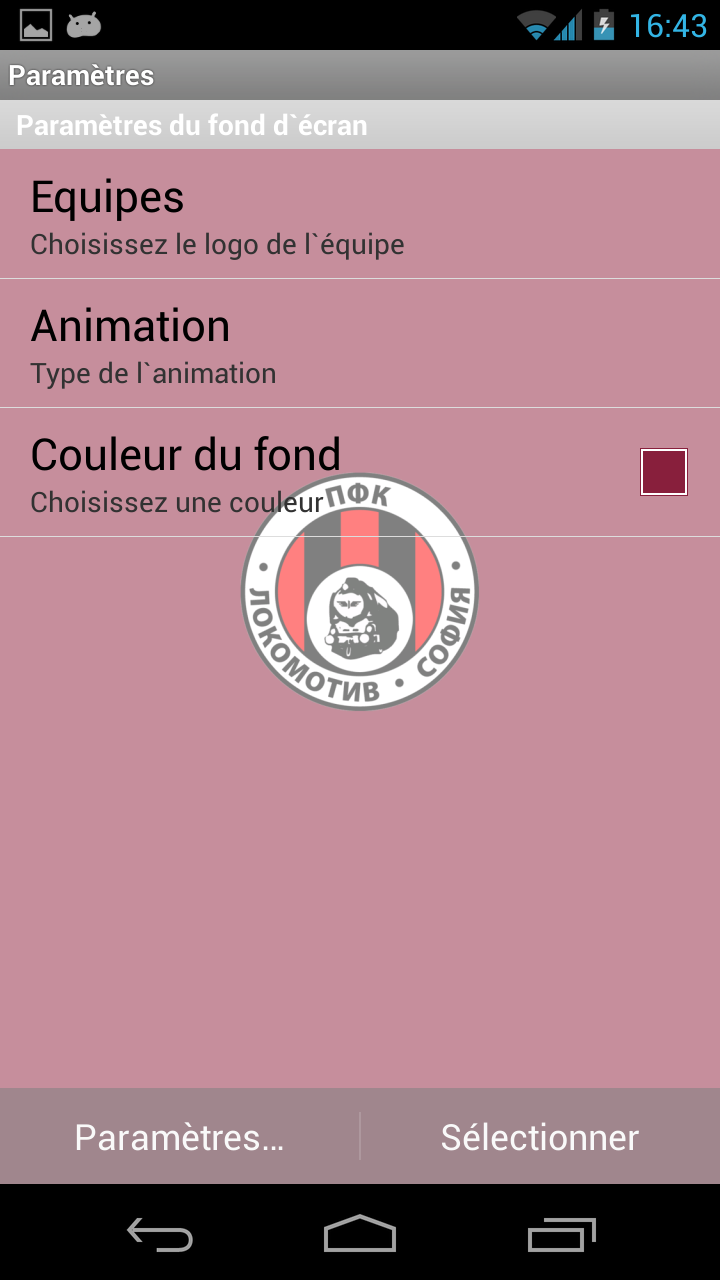 16:43
Paramètres
Paramètres du fond d`écran
Equipes
Choisissez le logo de l`équipe
Animation
Type de l`animation
Couleur du fond
Choisissez une couleur
ПФК
• ЛОКОМОТИВ • СОФИЯ •
Paramètres...
Sélectionner